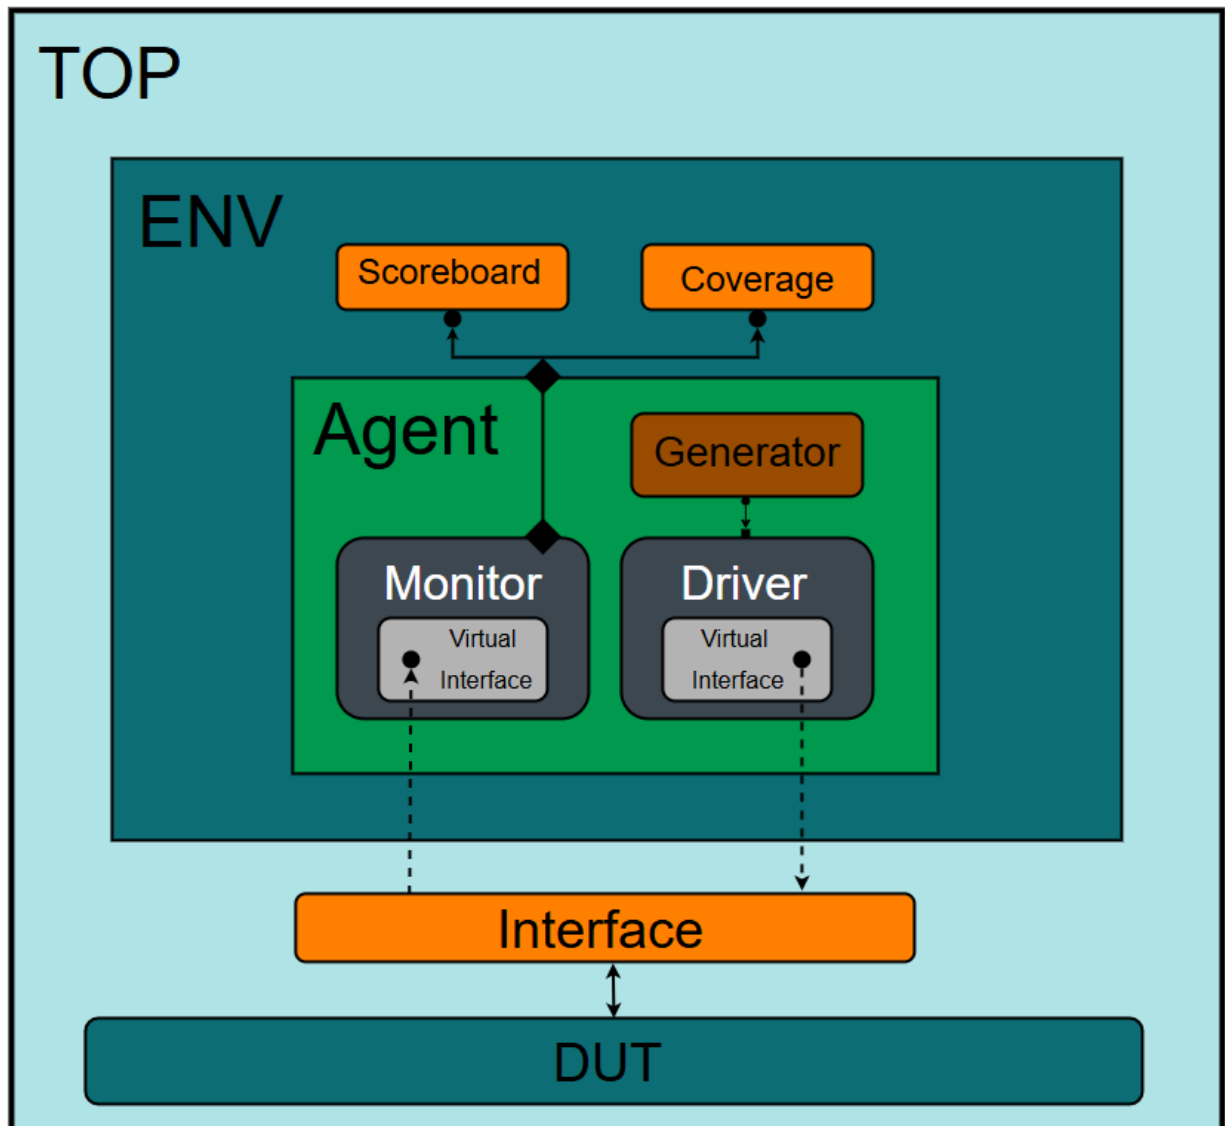 TOP
ENV
Scoreboard
Coverage
Agent
Generator
Monitor
Driver
Virtual
Interface
Virtual
Interface
Interface
DUT